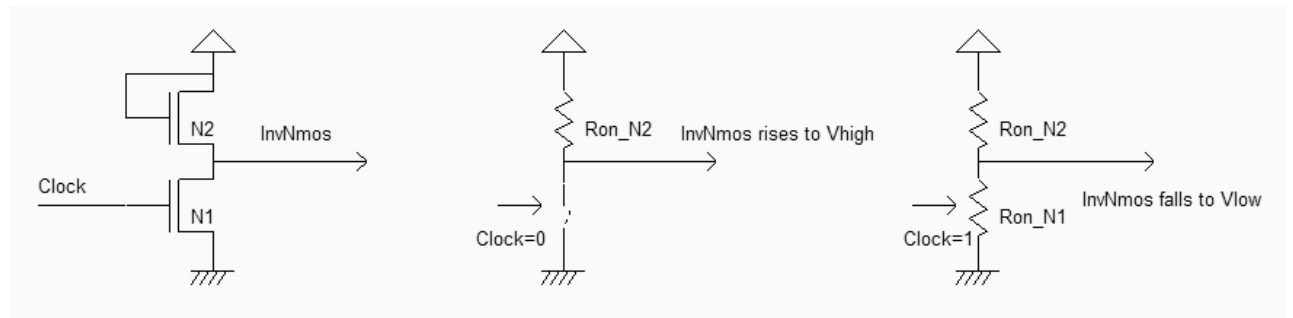 N2
InvNmos
Clock
N1
Ron_N2
InvNmos rises to Vhigh
Clock=0
Ron_N2
InvNmos falls to Vlow
Ron_N1
Clock=1